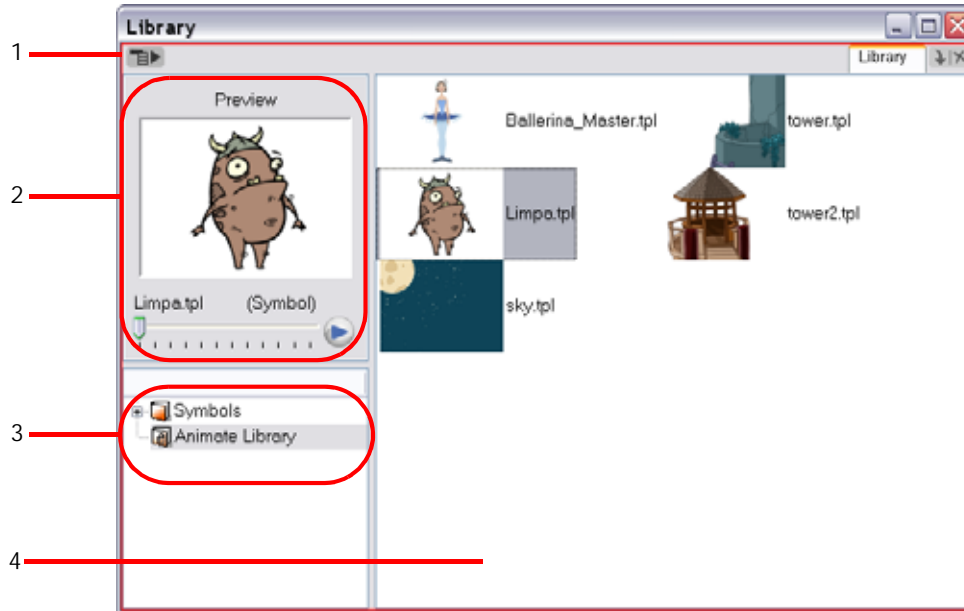 Library
1
Library
Preview
Ballerina_Master.tpl
tower.tpl
2
Limpa.tpl
tower2.tpl
Limpa.tpl (Symbol)
sky.tpl
Symbols
3
Animate Library
4